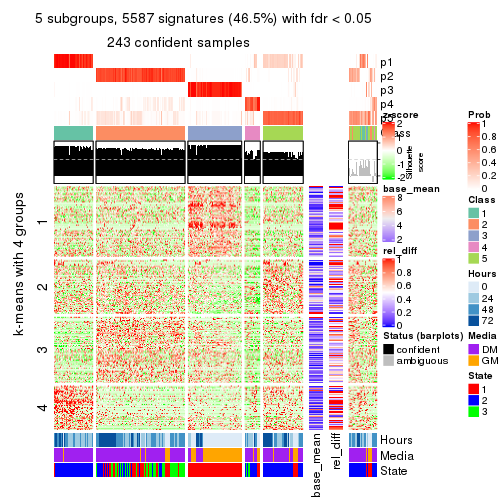 5 subgroups, 5587 signatures (46.5%) with fdr < 0.05
243 confident samples
p1
p2
p3
p4
z-score
2
1
0
-1
-2
Silhouette
score
Prob
1
0.8
0.6
0.4
0.2
0
base_mean
8
6
4
2
Class
1
2
3
4
5
rel_diff
1
0.8
0.6
0.4
0.2
0
Hours
0
24
48
72
Status (barplots)
confident
ambiguous
Media
DM
GM
State
1
2
3
k-means with 4 groups
1
2
3
4
Hours
Media
State
base_mean
rel_diff